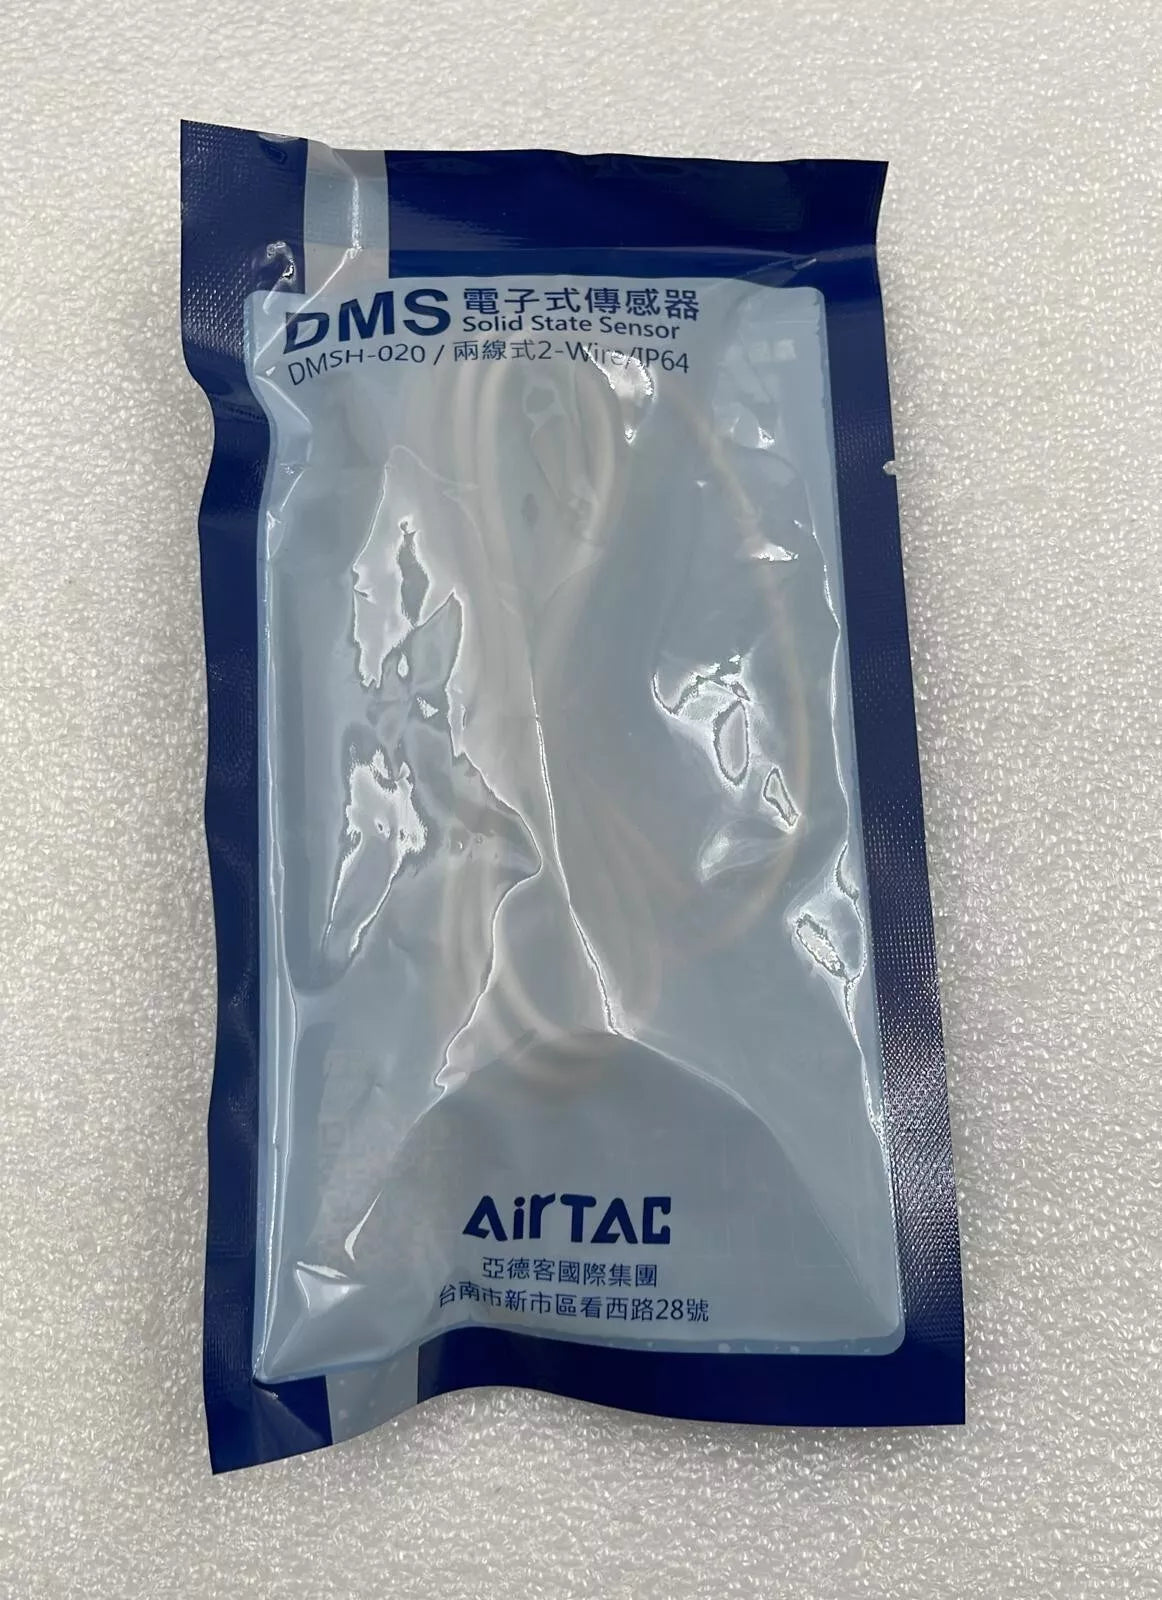 DMS 電子式傳感器
Solid State Sensor
DMSH-020 / 兩線式2-Wire/IP64
AirTAC
亞德客國際集團
台南市新市區看西路28號